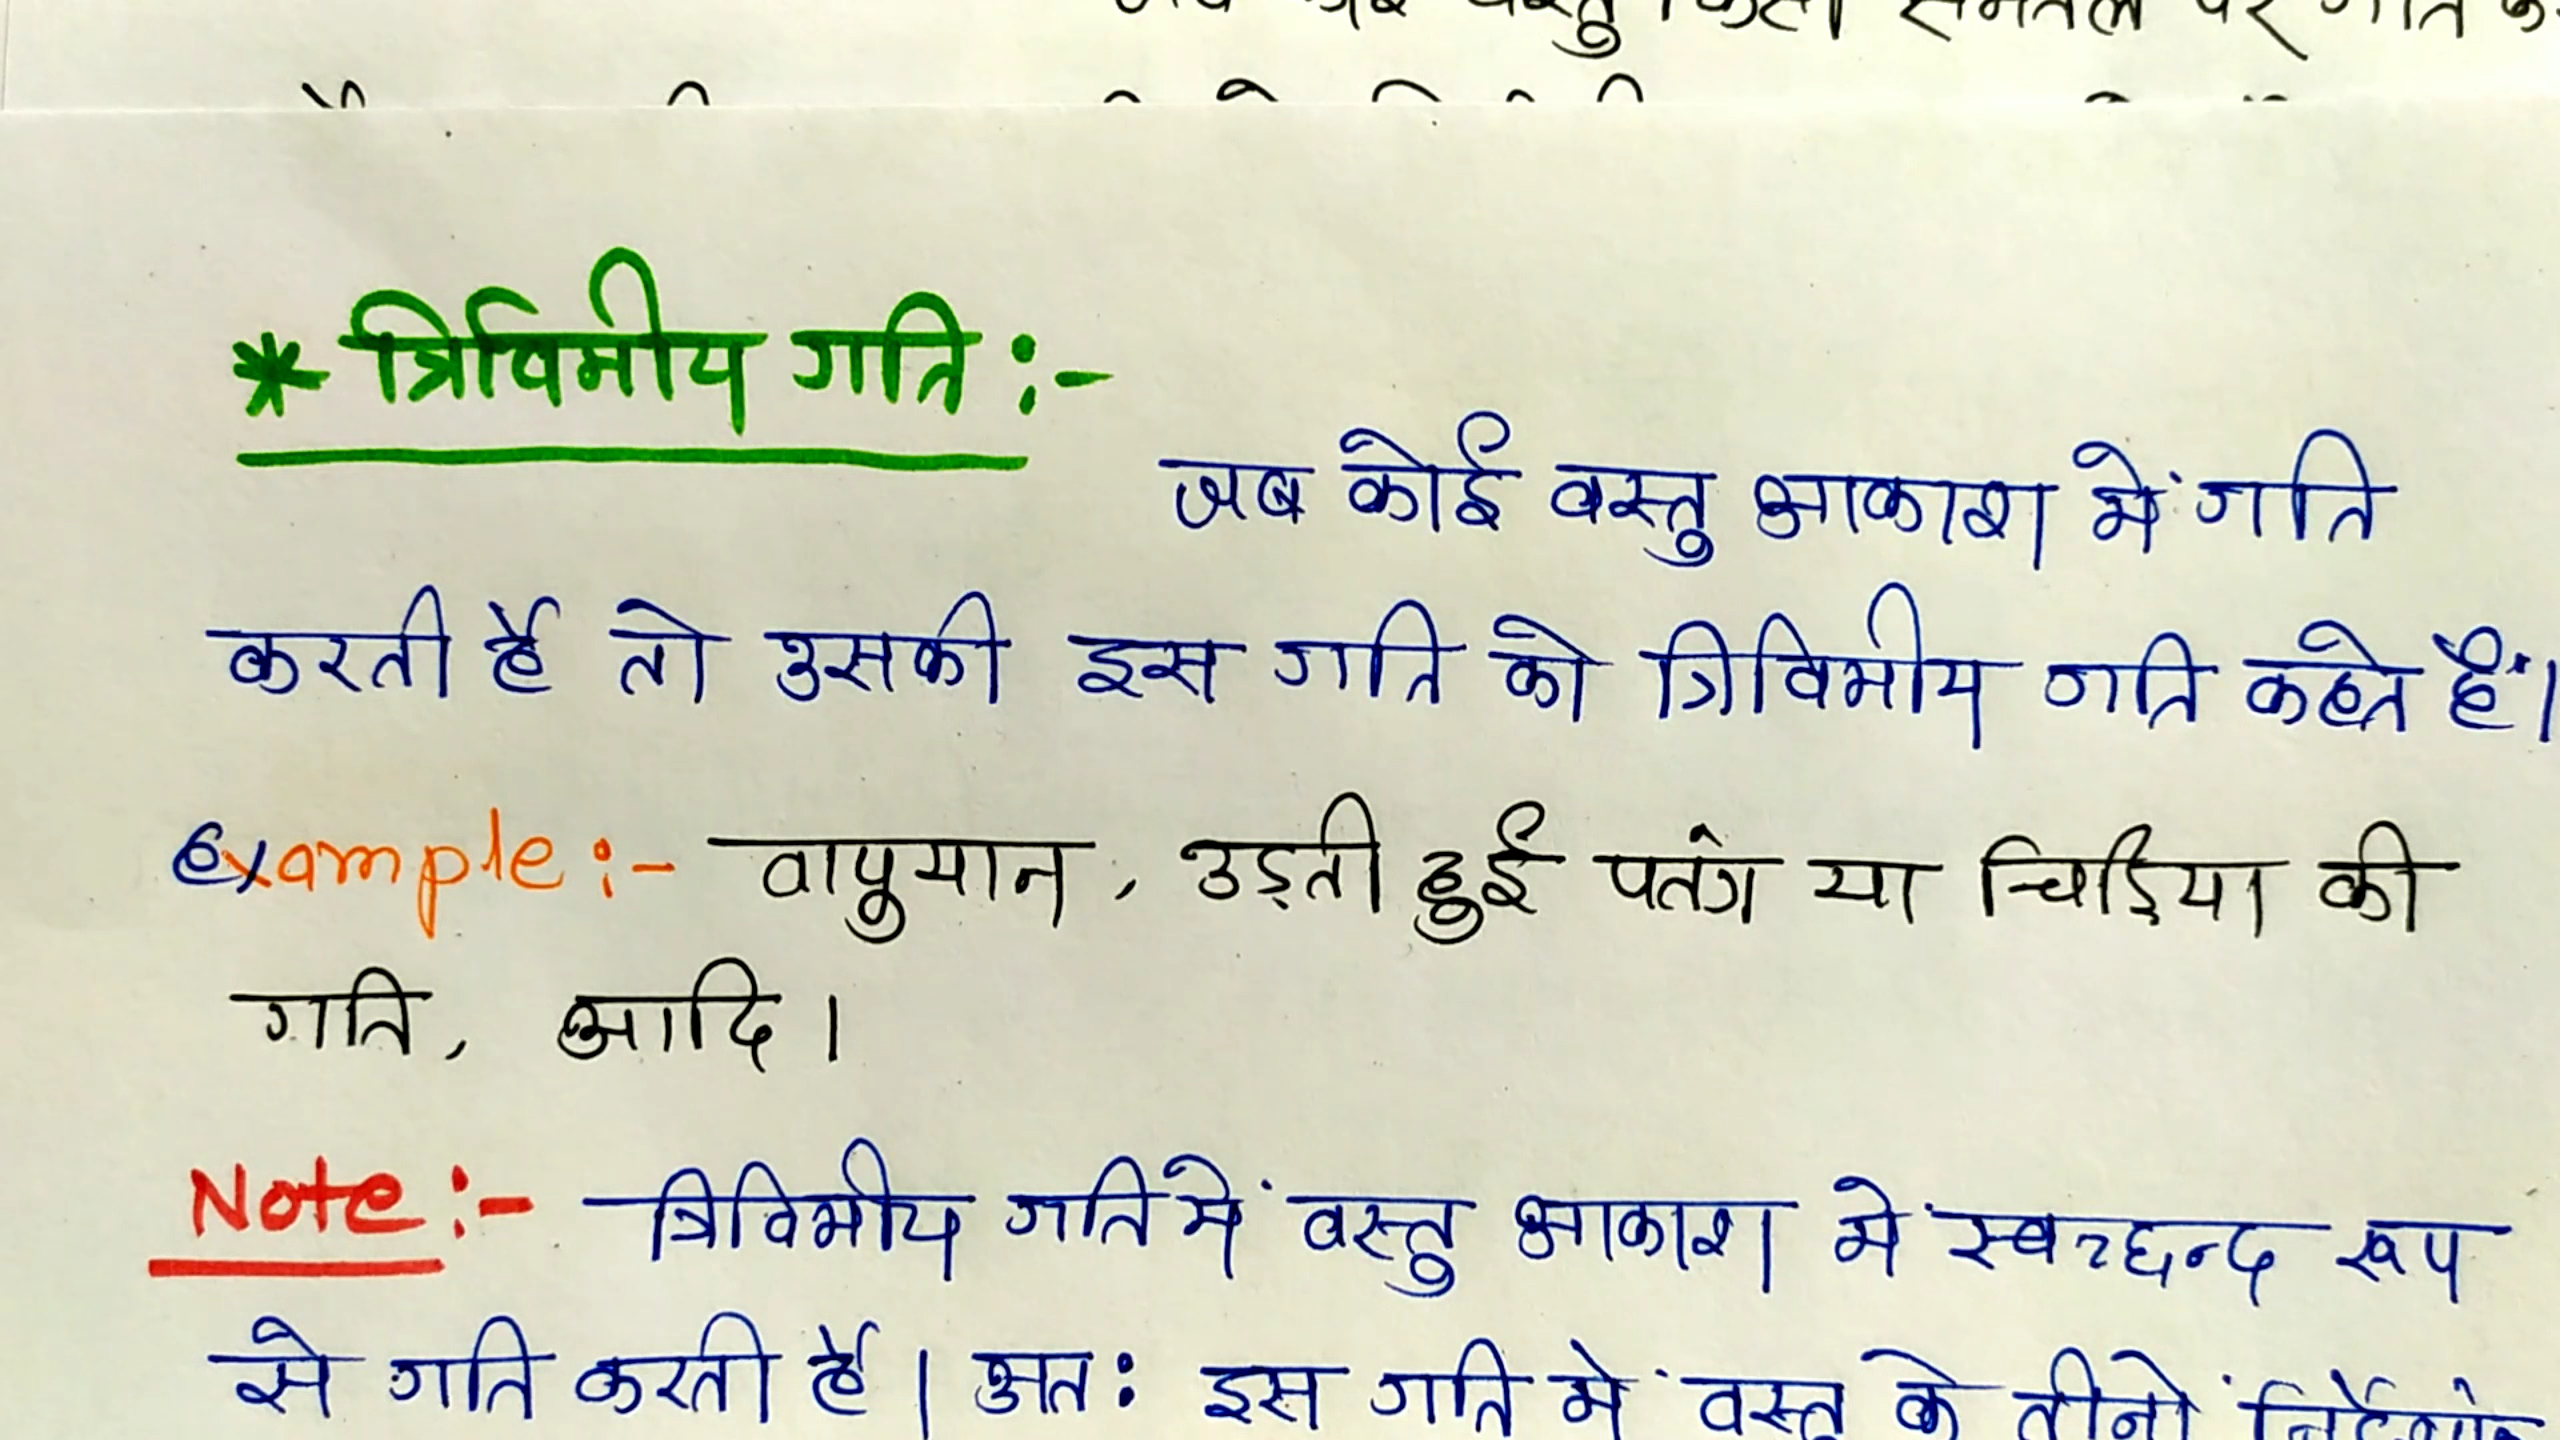 * त्रिविमीय गति :-
जब कोई वस्तु आकाश में गति
करती है तो उसकी इस गति को त्रिविमीय गति कहते हैं।
Example :- वायुयान, उड़ती हुई पतंग या चिड़िया की
गति, आदि।
Note :- त्रिविमीय गति में वस्तु आकाश में स्वच्छन्द रूप
से गति करती है। अतः इस गति में वस्तु के तीनों